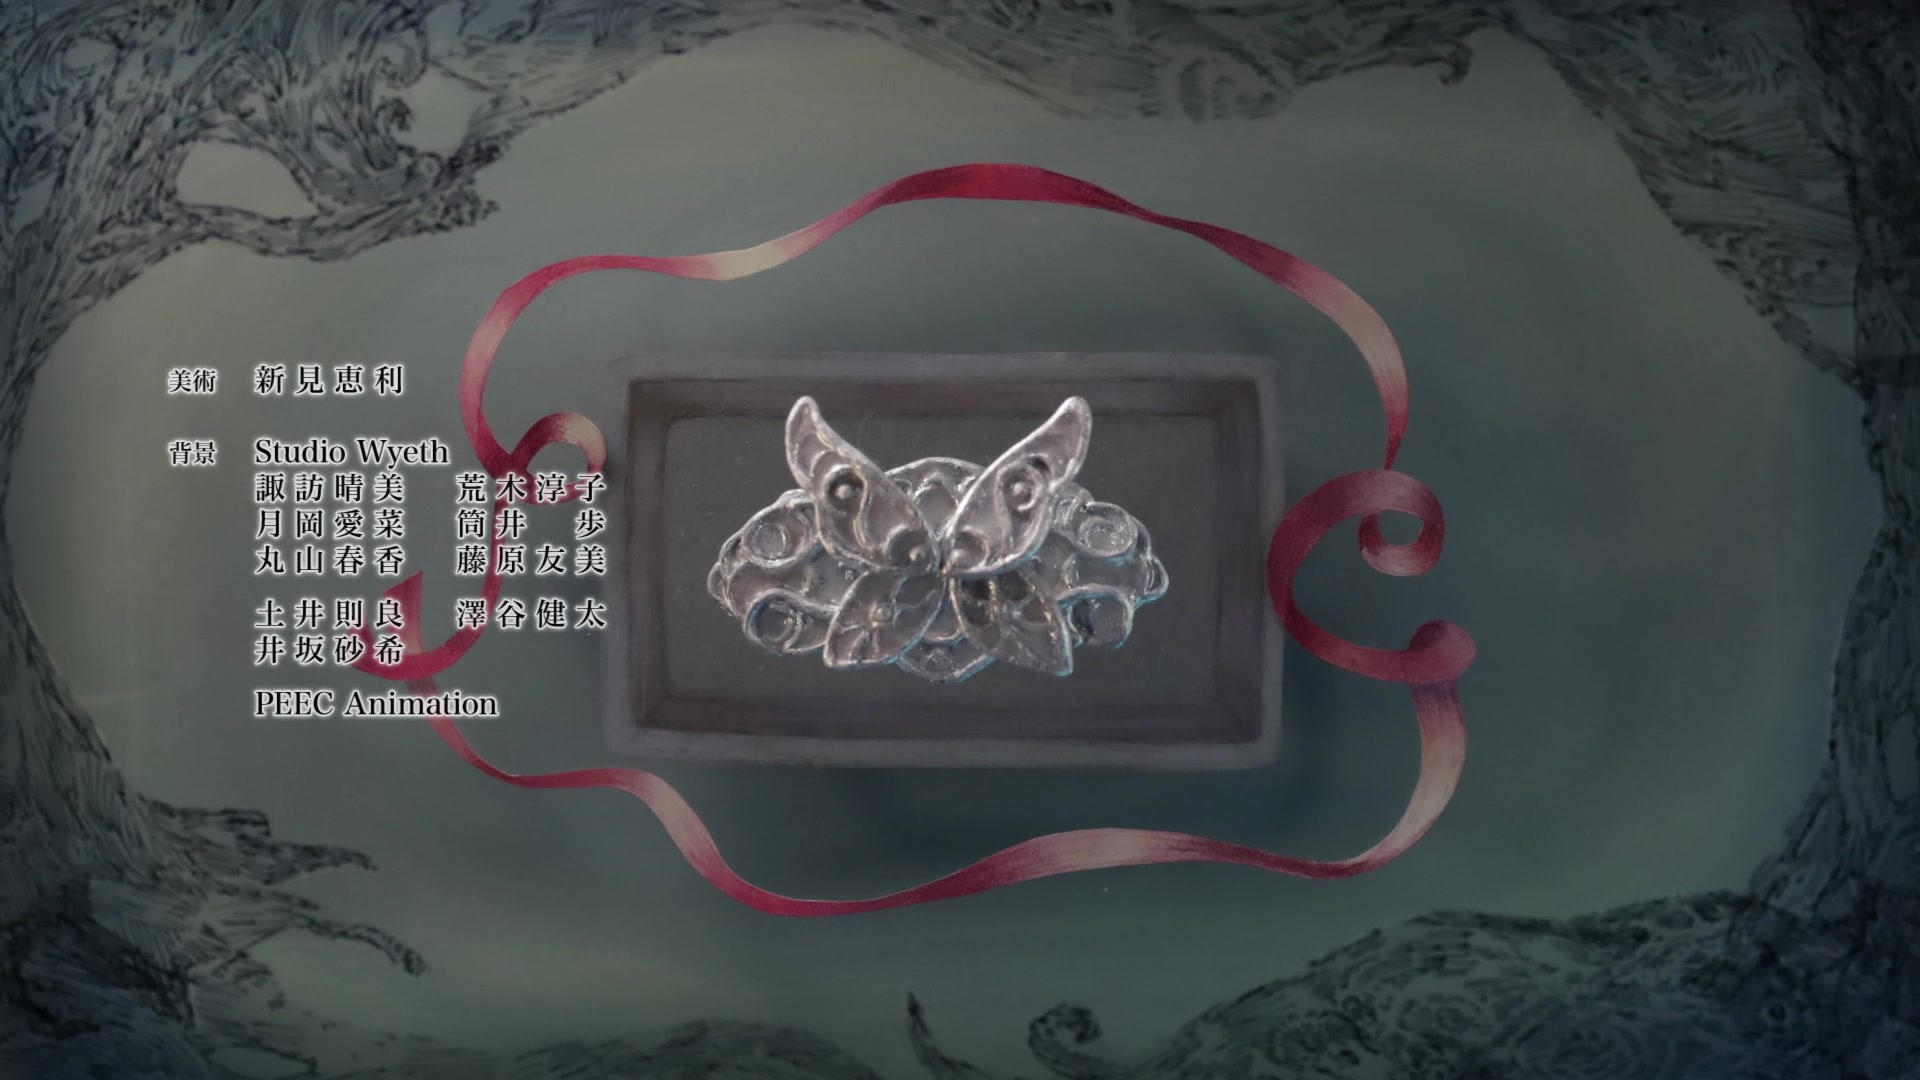 美術 新見恵利
背景 Studio Wyeth
諏訪晴美 荒木淳子
月岡愛菜 筒井 歩
丸山春香 藤原友美
土井則良 澤谷健太
井坂砂希
PEEC Animation